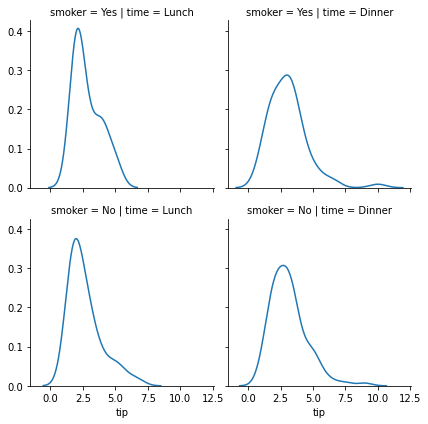 smoker = Yes | time = Lunch
smoker = Yes | time = Dinner
0.4
0.3
0.2
0.1
0.0
smoker = No | time = Lunch
smoker = No | time = Dinner
0.4
0.3
0.2
0.1
0.0
0.0 2.5 5.0 7.5 10.0 12.5
0.0 2.5 5.0 7.5 10.0 12.5
tip
tip